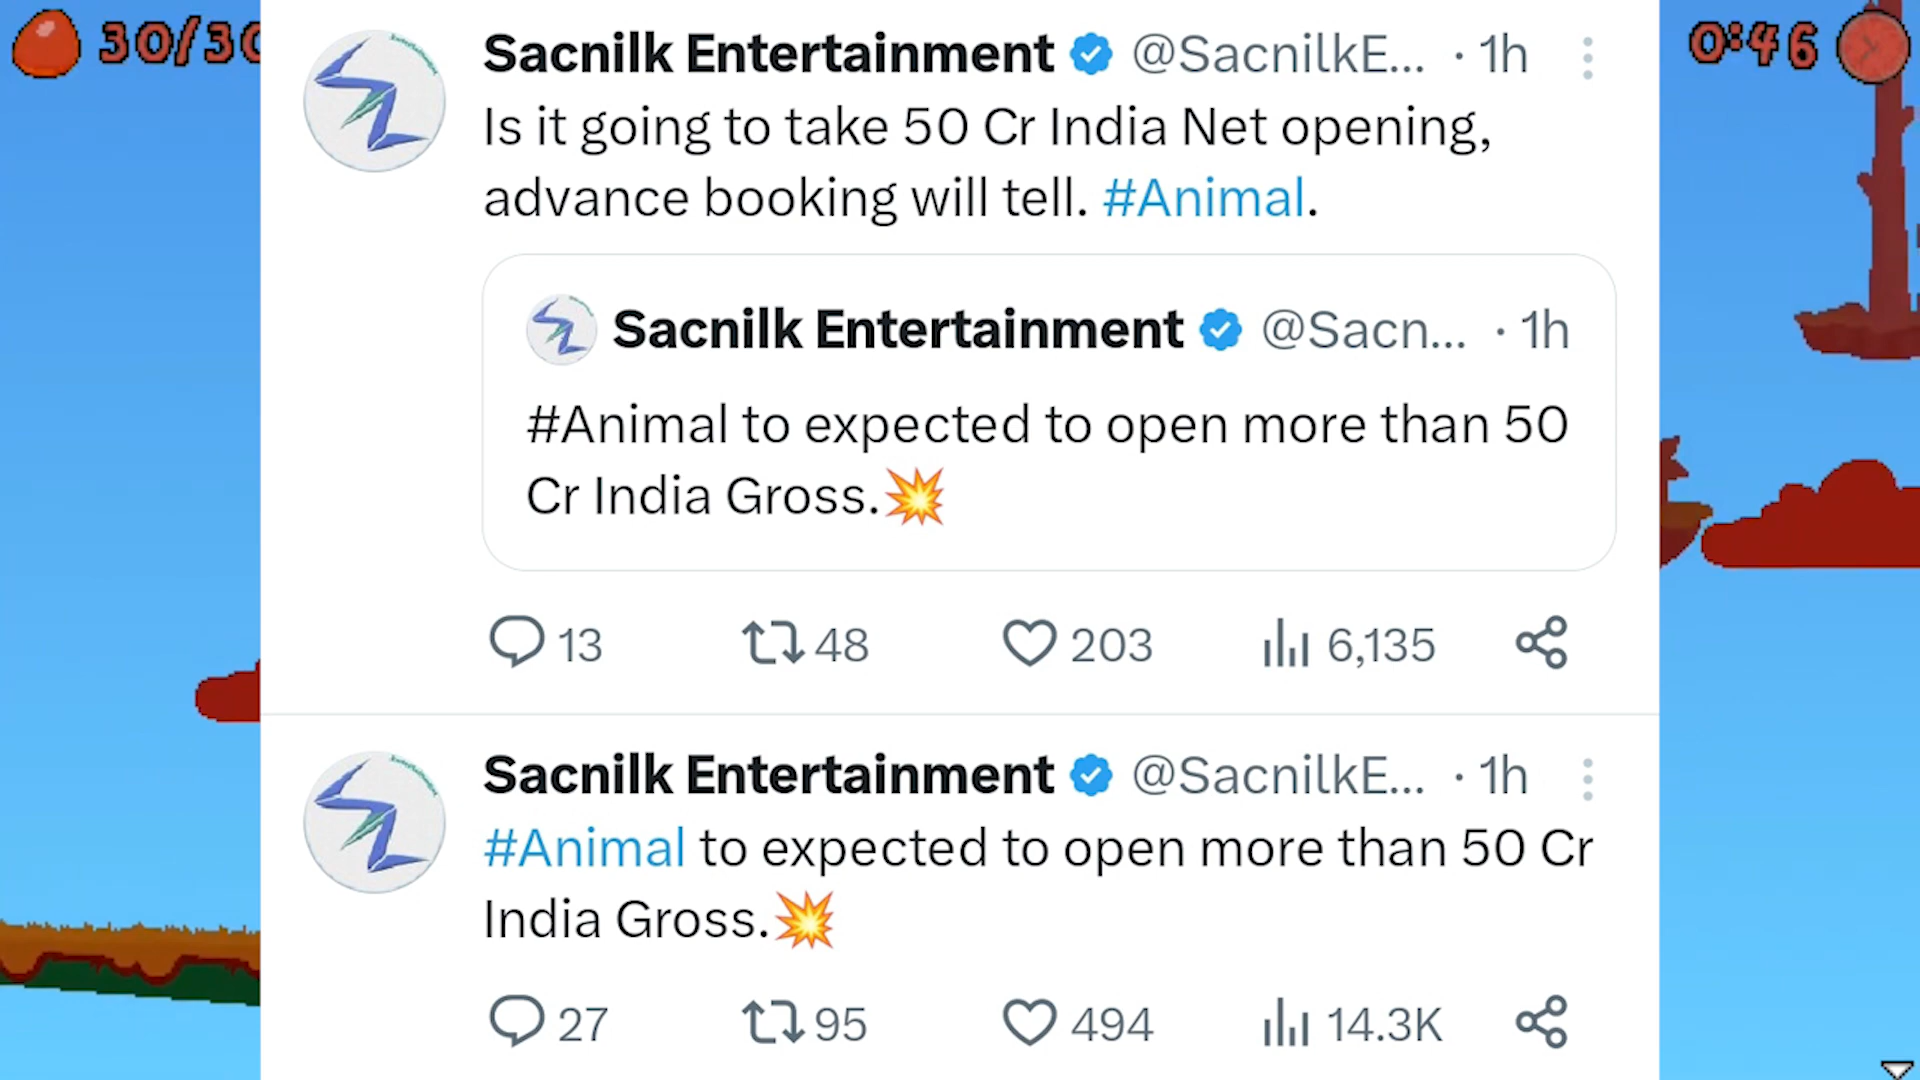 30/30
0:46
Sacnilk Entertainment @SacnilkE... · 1h
Is it going to take 50 Cr India Net opening,
advance booking will tell. #Animal.
Sacnilk Entertainment @Sacn... · 1h
#Animal to expected to open more than 50
Cr India Gross.💥
13 48 203 6,135
Sacnilk Entertainment @SacnilkE... · 1h
#Animal to expected to open more than 50 Cr
India Gross.💥
27 95 494 14.3K